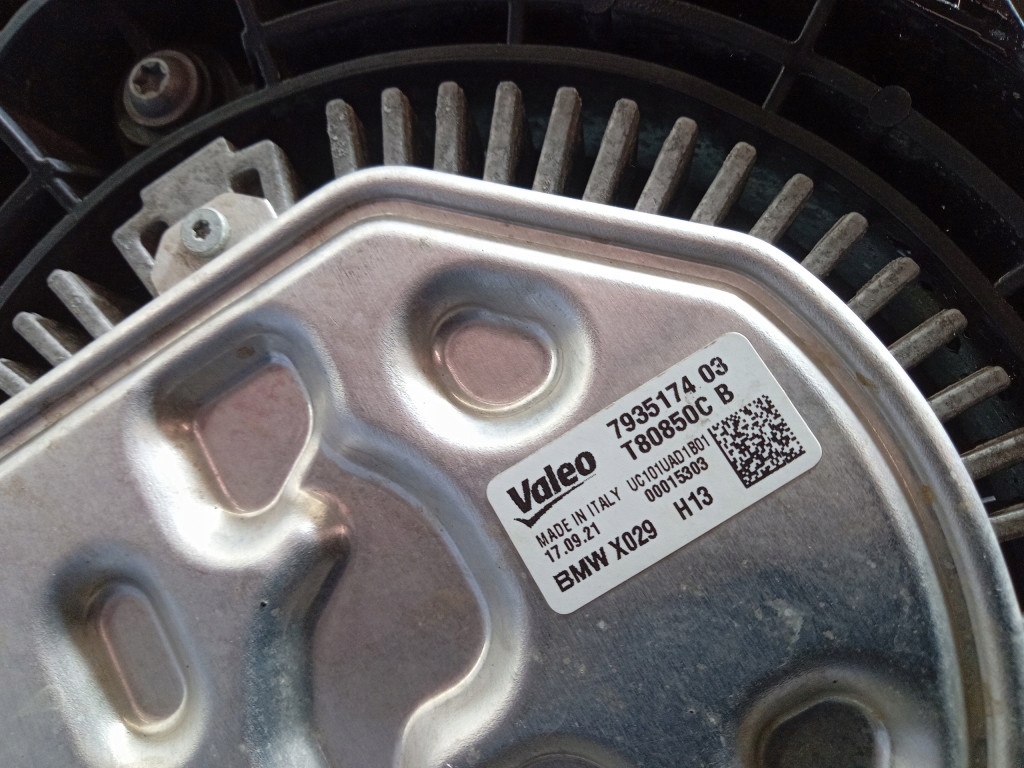 7935174 03
T80850C B
Valeo
UC101UAD1B01
MADE IN ITALY
00015303
17.09.21
BMW X029 H13